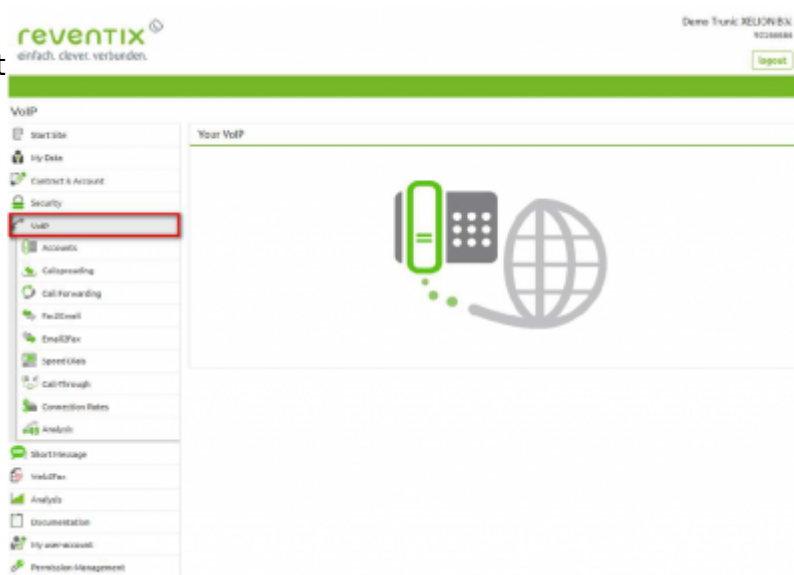 reventix
einfach. clever. verbunden.
Demo Trunk: XELION B.V.
t
logout
VoIP
Start Site
Your VoIP
My Data
Contract & Account
Security
VoIP
Accounts
Callspreading
Call Forwarding
Fax2Email
Email2Fax
Speed Dials
Call-Through
Connection Rates
Analysis
Short Message
Web2Fax
Analysis
Documentation
My user-account
Permission Management